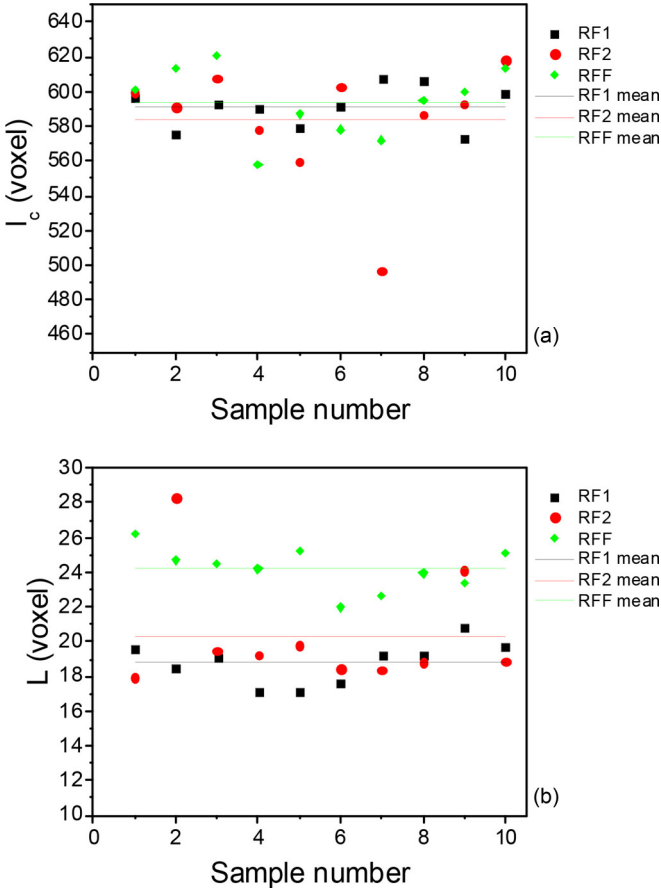 640
620
600
580
560
540
520
500
480
460
I_c (voxel)
0 2 4 6 8 10
Sample number
RF1
RF2
RFF
RF1 mean
RF2 mean
RFF mean
(a)
30
28
26
24
22
20
18
16
14
12
10
L (voxel)
0 2 4 6 8 10
Sample number
RF1
RF2
RFF
RF1 mean
RF2 mean
RFF mean
(b)